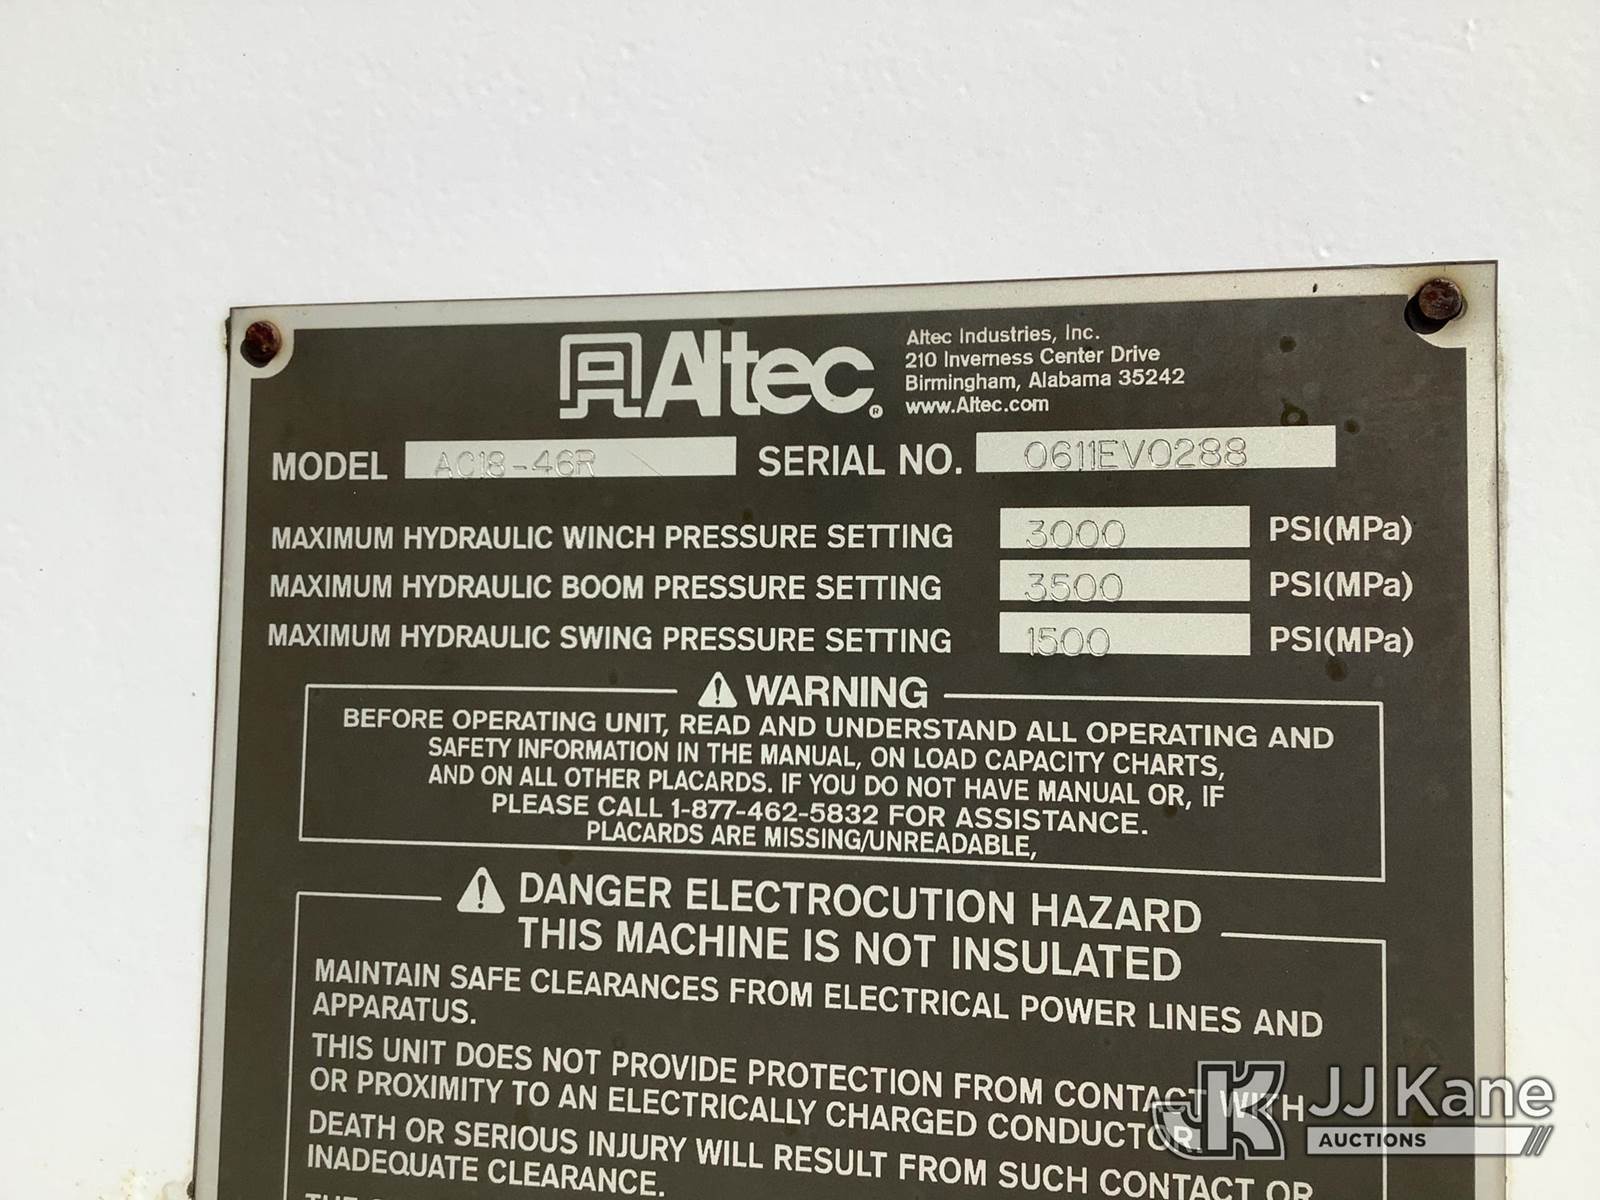 Altec®
Altec Industries, Inc.
210 Inverness Center Drive
Birmingham, Alabama 35242
www.Altec.com
MODEL AC18-46R SERIAL NO. 0611EV0288
MAXIMUM HYDRAULIC WINCH PRESSURE SETTING 3000 PSI(MPa)
MAXIMUM HYDRAULIC BOOM PRESSURE SETTING 3500 PSI(MPa)
MAXIMUM HYDRAULIC SWING PRESSURE SETTING 1500 PSI(MPa)
WARNING
BEFORE OPERATING UNIT, READ AND UNDERSTAND ALL OPERATING AND
SAFETY INFORMATION IN THE MANUAL, ON LOAD CAPACITY CHARTS,
AND ON ALL OTHER PLACARDS. IF YOU DO NOT HAVE MANUAL OR, IF
PLEASE CALL 1-877-462-5832 FOR ASSISTANCE.
PLACARDS ARE MISSING/UNREADABLE,
DANGER ELECTROCUTION HAZARD
THIS MACHINE IS NOT INSULATED
MAINTAIN SAFE CLEARANCES FROM ELECTRICAL POWER LINES AND
APPARATUS.
THIS UNIT DOES NOT PROVIDE PROTECTION FROM CONTACT WITH
OR PROXIMITY TO AN ELECTRICALLY CHARGED CONDUCTOR.
DEATH OR SERIOUS INJURY WILL RESULT FROM SUCH CONTACT OR
INADEQUATE CLEARANCE.
JK JJ Kane
AUCTIONS